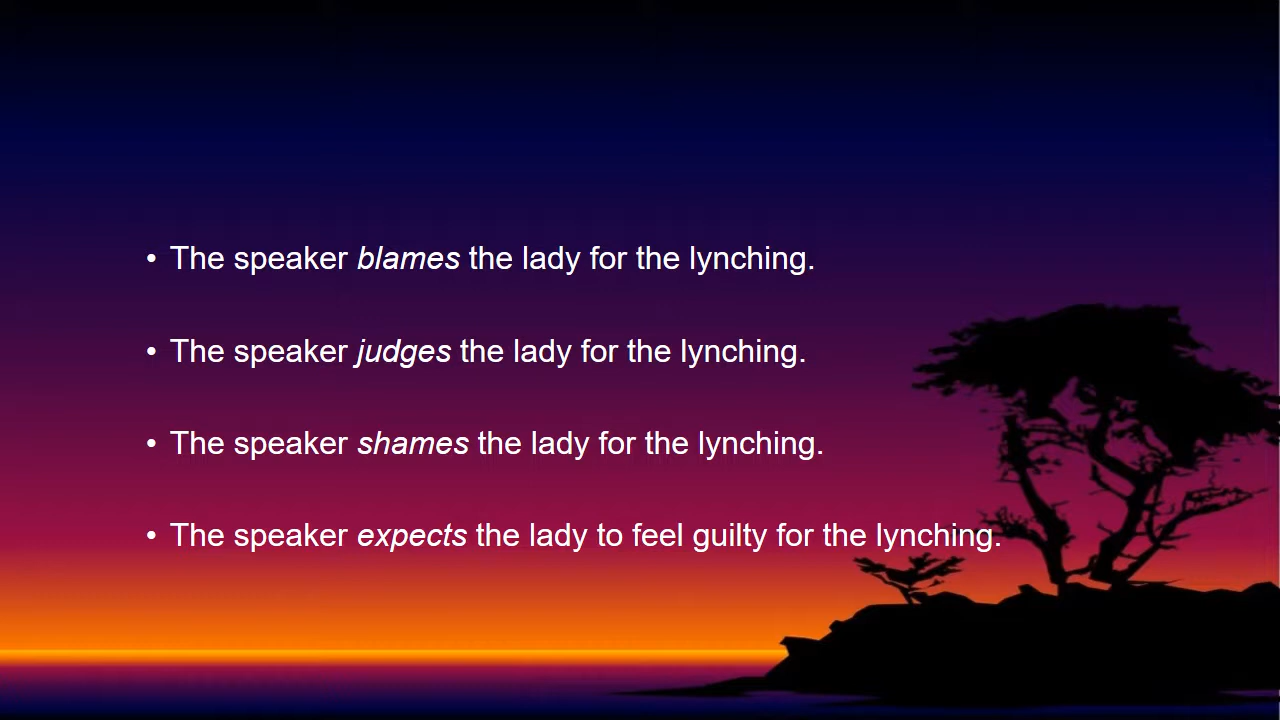 • The speaker blames the lady for the lynching.
• The speaker judges the lady for the lynching.
• The speaker shames the lady for the lynching.
• The speaker expects the lady to feel guilty for the lynching.